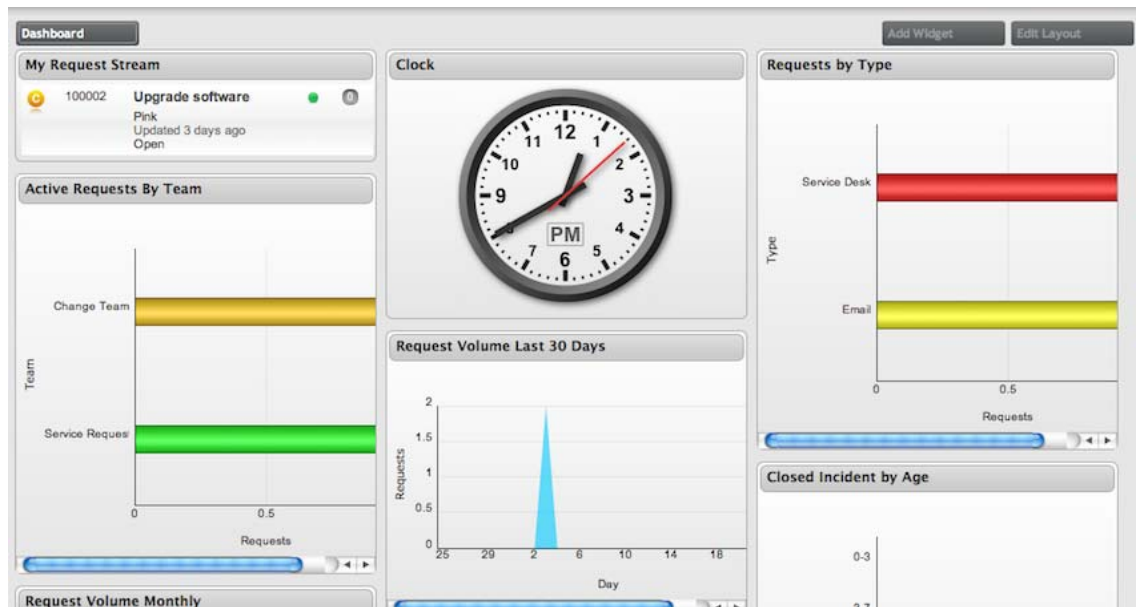 Dashboard
Add Widget
Edit Layout
My Request Stream
100002 Upgrade software 0
Pink
Updated 3 days ago
Open
Active Requests By Team
Team
Change Team
Service Reques
0 0.5
Requests
Request Volume Monthly
Clock
12
11 1
10 2
9 3
PM 4
7 5
6
Request Volume Last 30 Days
Requests
2
1.5
1
0.5
0
25 29 2 6 10 14 18
Day
Requests by Type
Type
Service Desk
Email
0 0.5
Requests
Closed Incident by Age
0-3
3-7